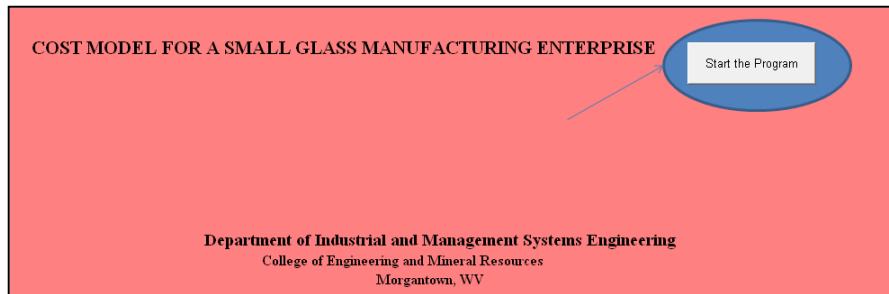 COST MODEL FOR A SMALL GLASS MANUFACTURING ENTERPRISE
Start the Program
Department of Industrial and Management Systems Engineering
College of Engineering and Mineral Resources
Morgantown, WV